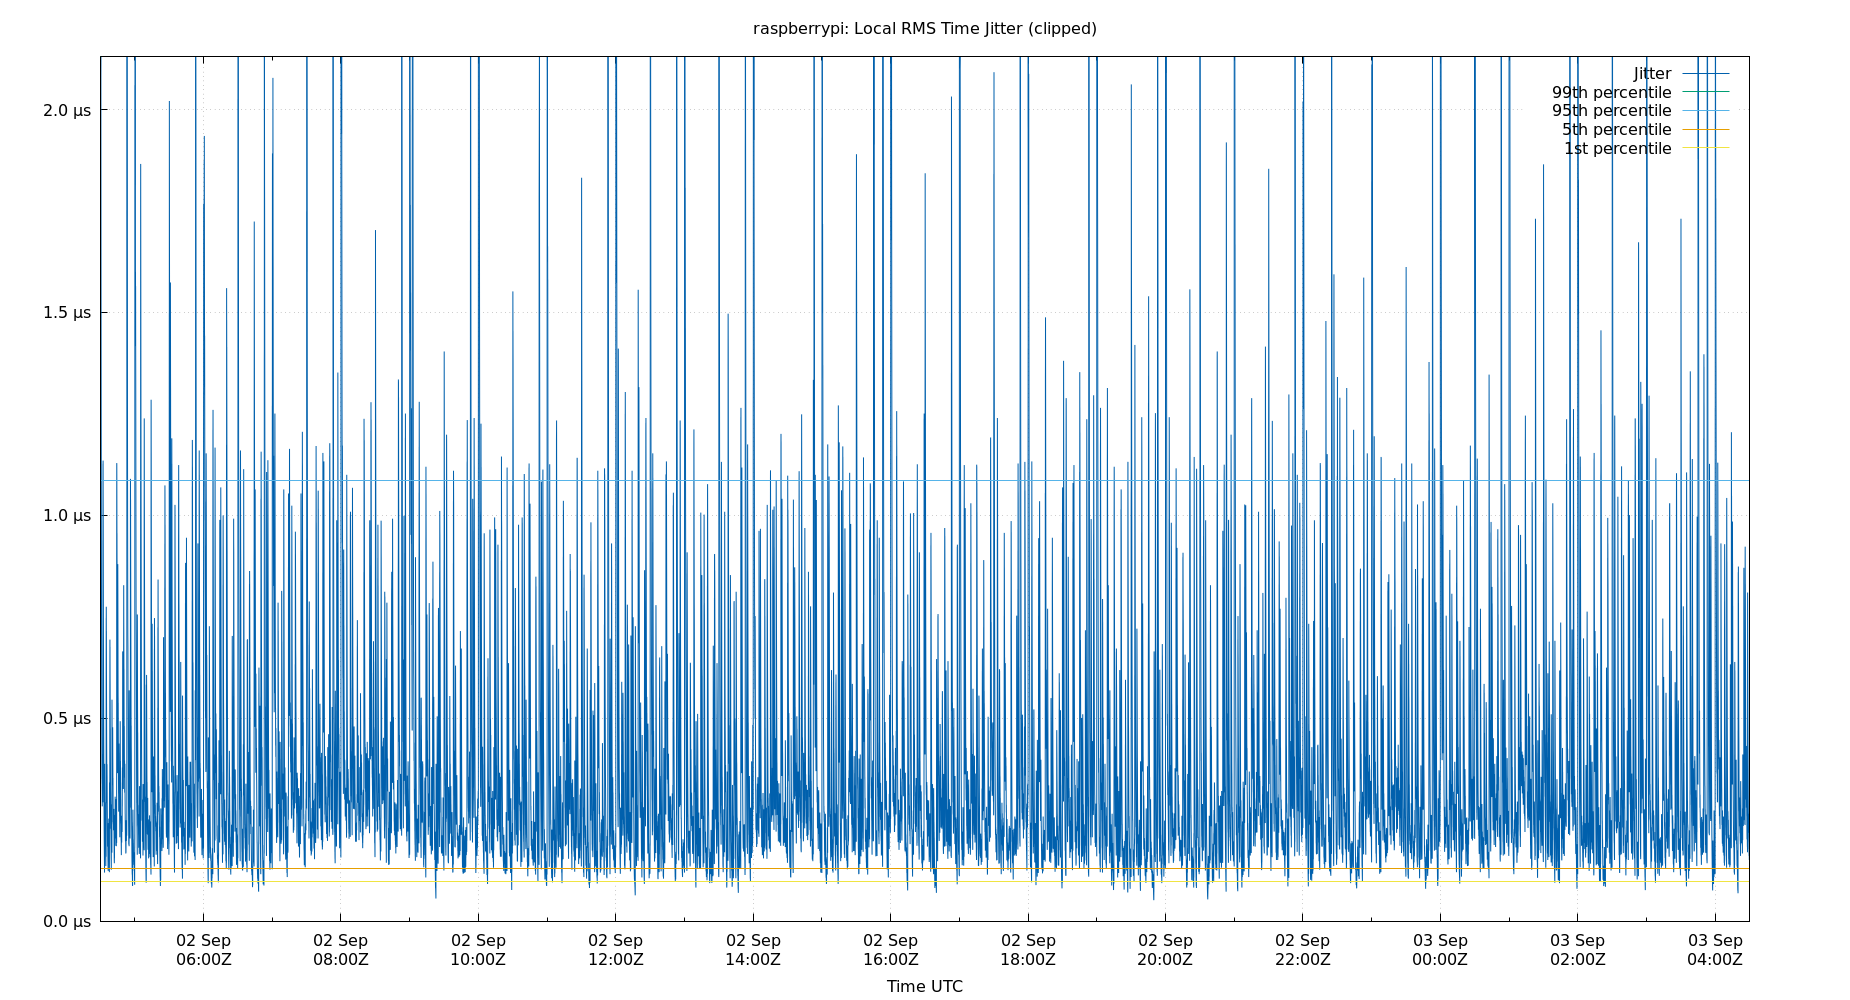 raspberrypi: Local RMS Time Jitter (clipped)
Jitter
99th percentile
95th percentile
5th percentile
1st percentile
2.0 µs
1.5 µs
1.0 µs
0.5 µs
0.0 µs
02 Sep 02 Sep 02 Sep 02 Sep 02 Sep 02 Sep 02 Sep 02 Sep 02 Sep 03 Sep 03 Sep 03 Sep
06:00Z 08:00Z 10:00Z 12:00Z 14:00Z 16:00Z 18:00Z 20:00Z 22:00Z 00:00Z 02:00Z 04:00Z
Time UTC